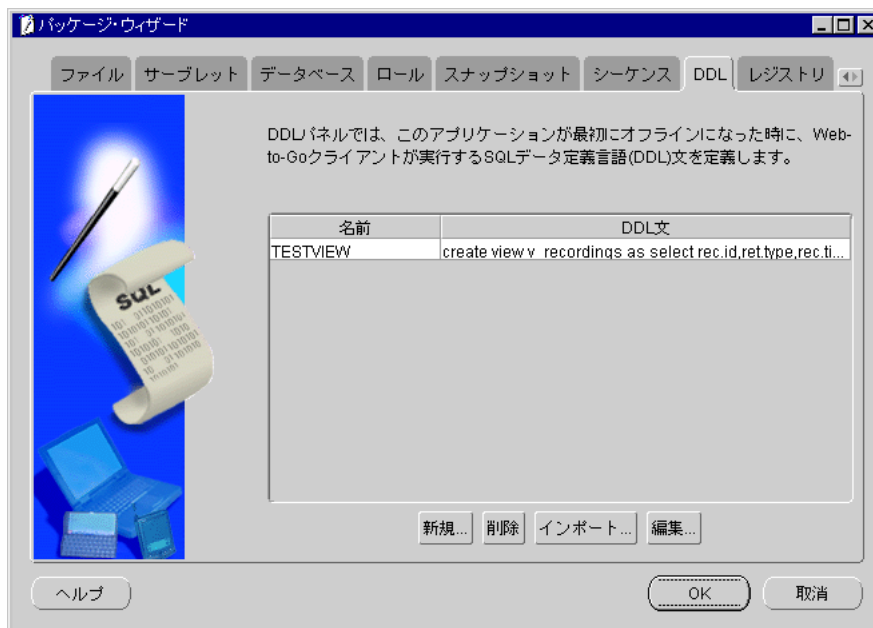 パッケージ・ウィザード
ファイル サーブレット データベース ロール スナップショット シーケンス DDL レジストリ
DDLパネルでは、このアプリケーションが最初にオフラインになった時に、Web-
to-Goクライアントが実行するSQLデータ定義言語(DDL)文を定義します。
名前 DDL文
TESTVIEW create view v_recordings as select rec.id,ret.type,rec.ti...
SQL
新規... 削除 インポート... 編集...
ヘルプ OK 取消